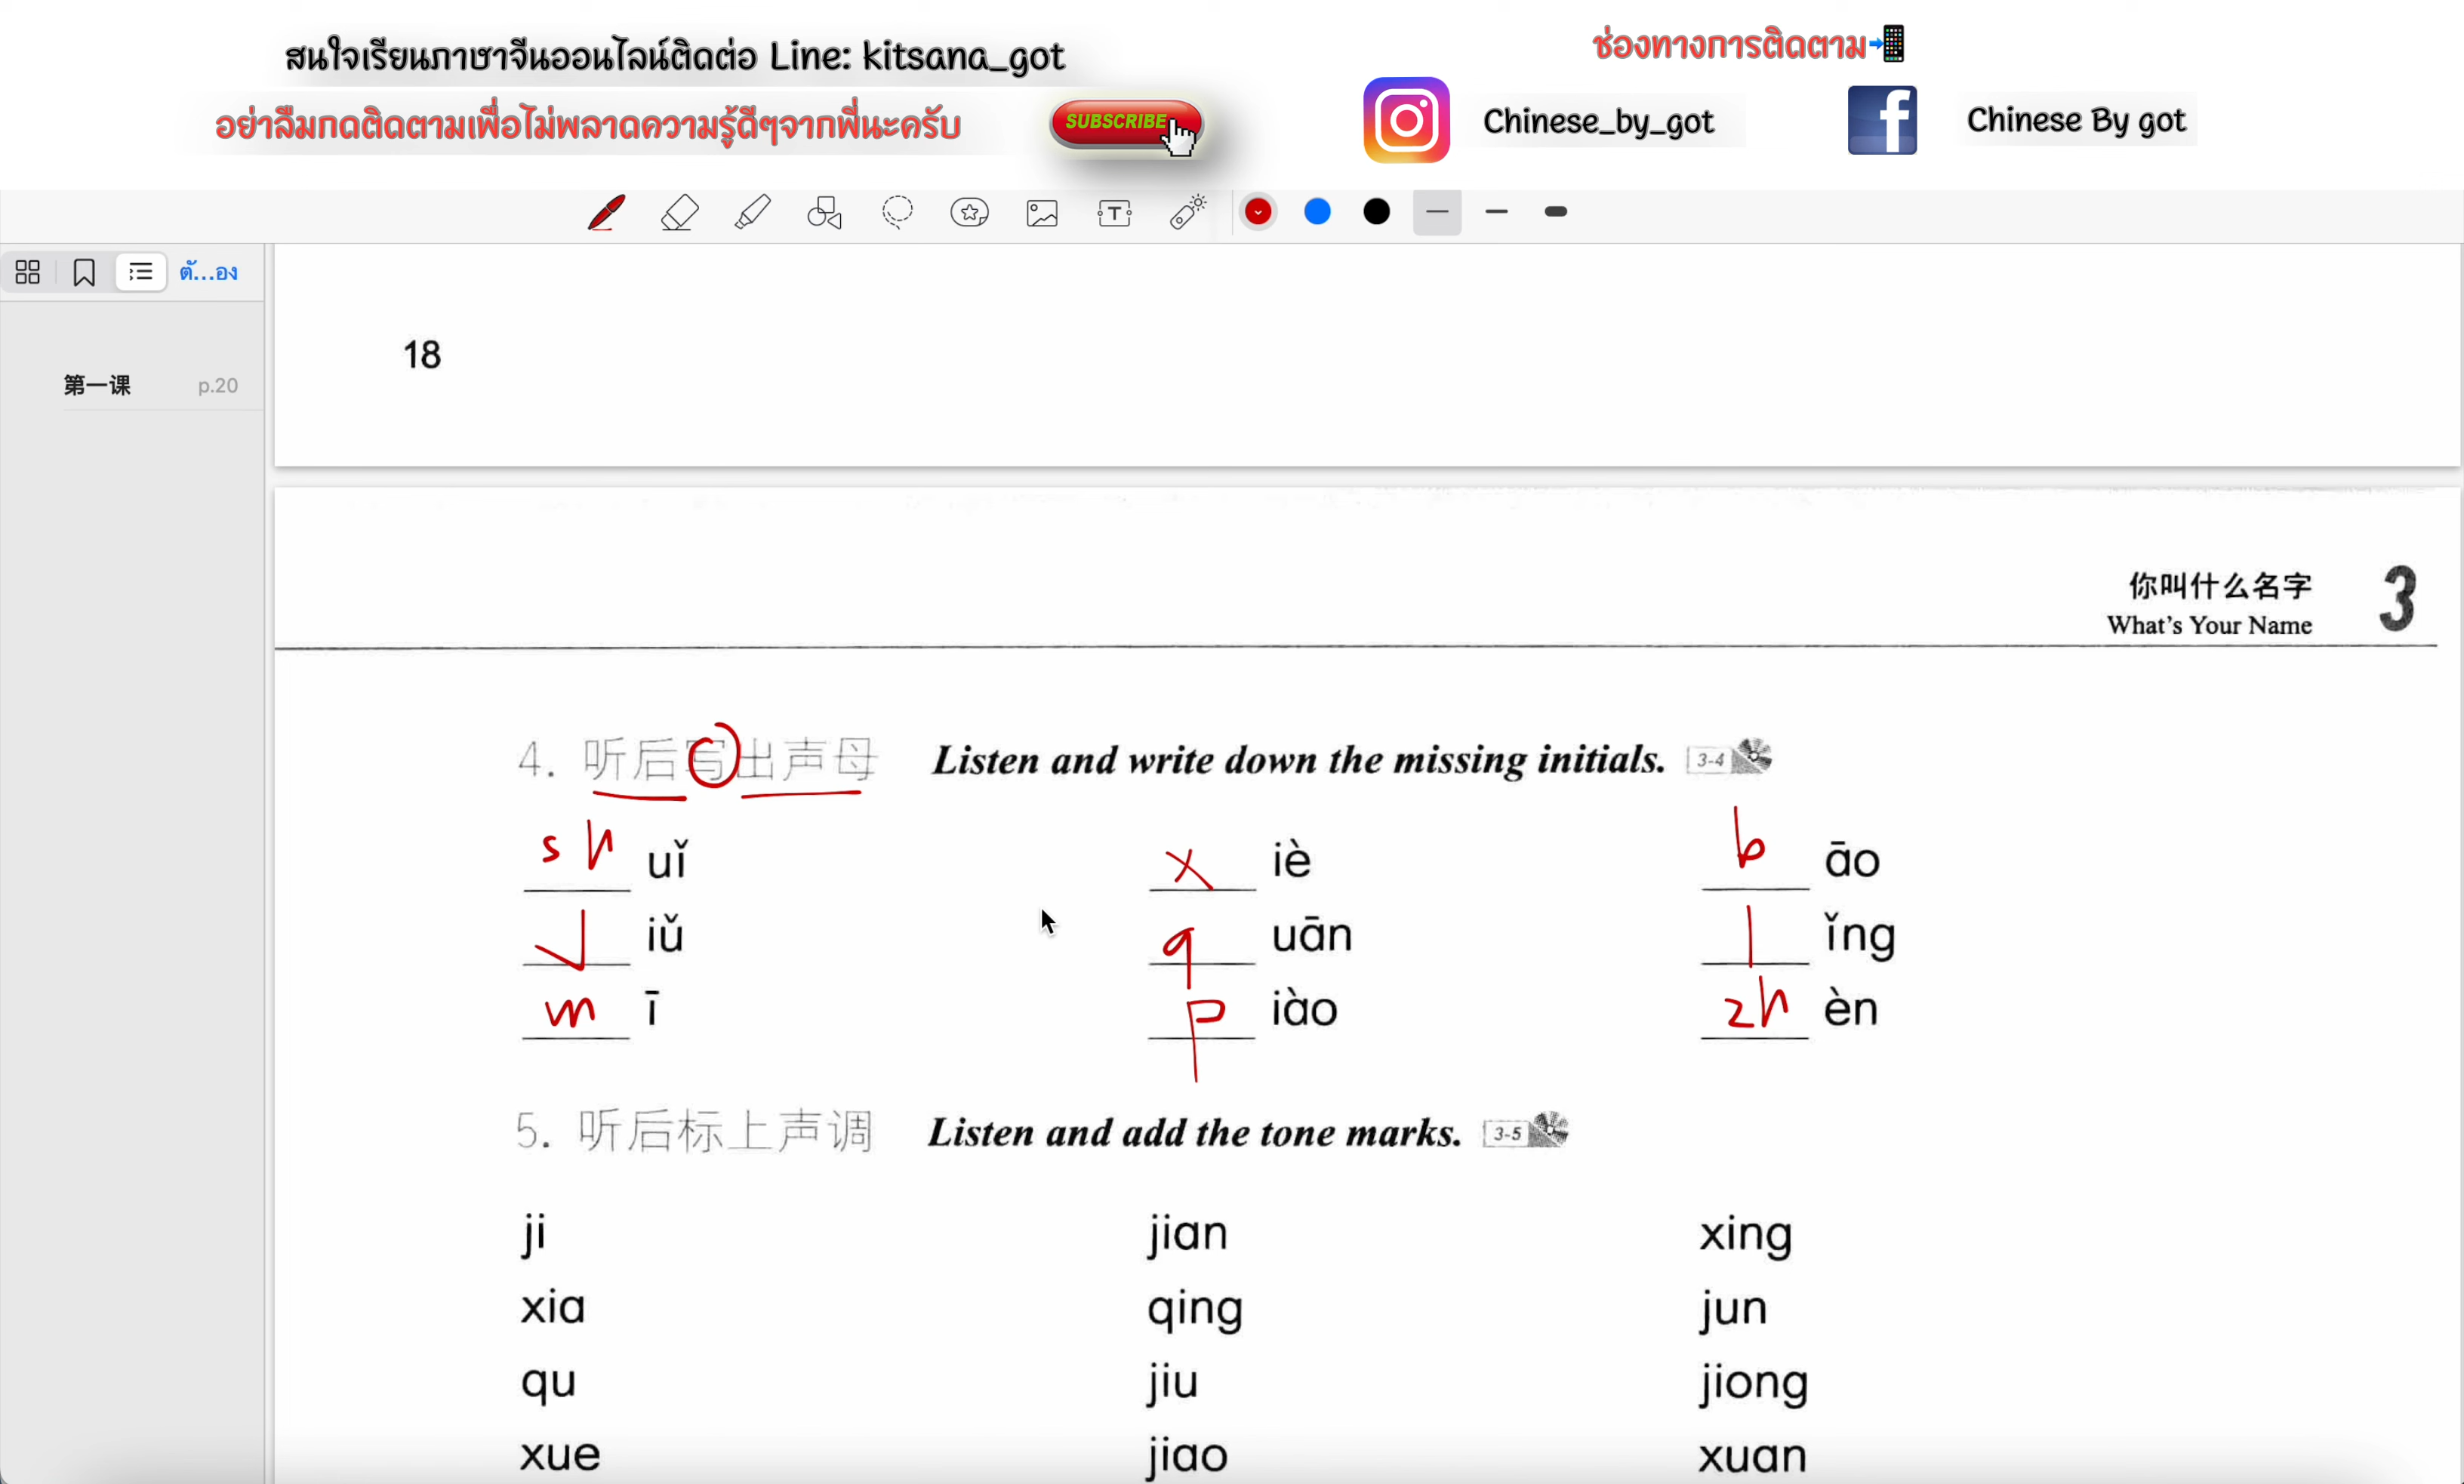 สนใจเรียนภาษาจีนออนไลน์ติดต่อ Line: kitsana_got
ช่องทางการติดตาม
อย่าลืมกดติดตามเพื่อไม่พลาดความรู้ดีๆจากพี่นะครับ
SUBSCRIBE
Chinese_by_got
Chinese By got
ตั...อง
第一课 p.20
18
你叫什么名字 3
What's Your Name
4. 听后写出声母 Listen and write down the missing initials. 3-4
sh uǐ x iè b āo
j iǔ q uān l ǐng
m ī p iào zh èn
5. 听后标上声调 Listen and add the tone marks. 3-5
ji jian xing
xia qing jun
qu jiu jiong
xue jiao xuan